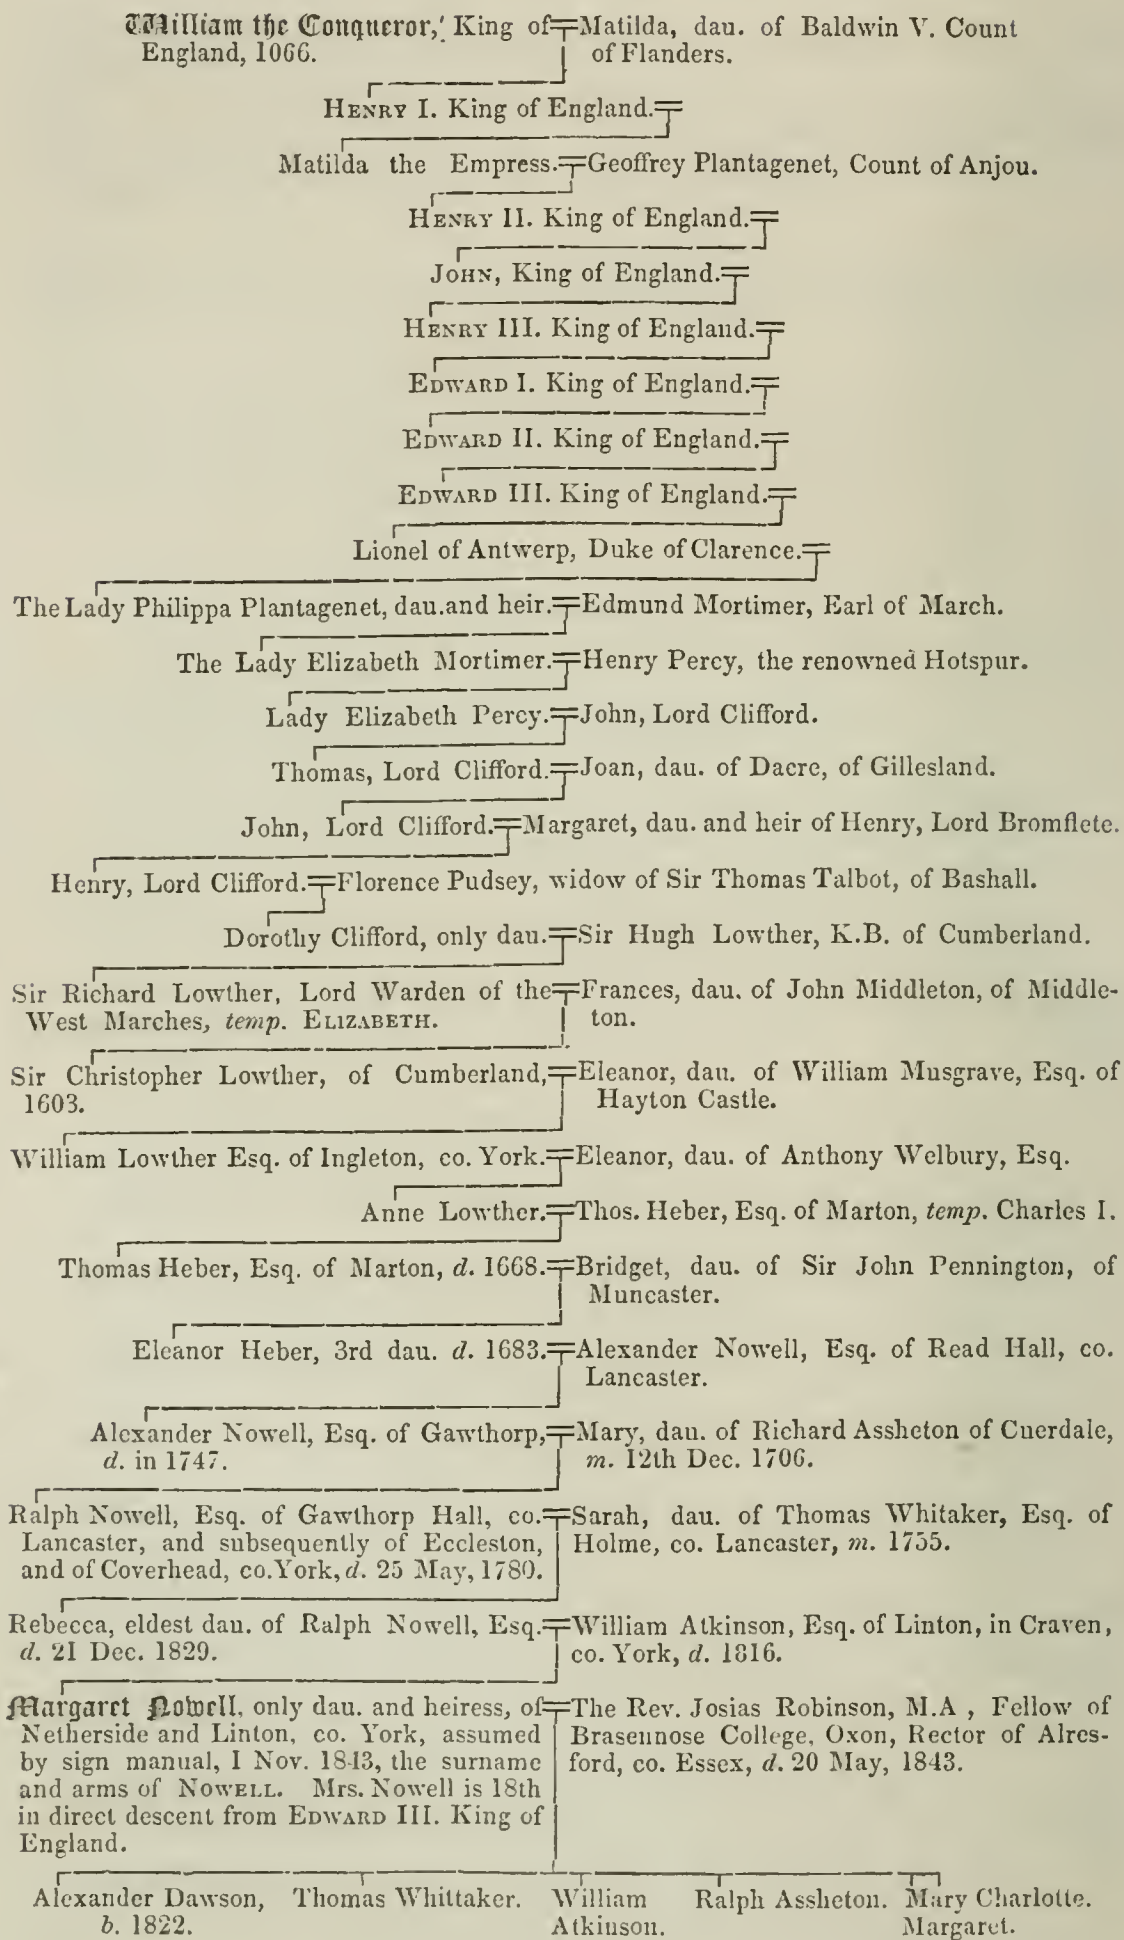 William the Conqueror, King of Matilda, dau. of Baldwin V. Count
England, 1066. of Flanders.
HENRY I. King of England.
Matilda the Empress. Geoffrey Plantagenet, Count of Anjou.
HENRY II. King of England.
JOHN, King of England.
HENRY III. King of England.
EDWARD I. King of England.
EDWARD II. King of England.
EDWARD III. King of England.
Lionel of Antwerp, Duke of Clarence.
The Lady Philippa Plantagenet, dau. and heir. Edmund Mortimer, Earl of March.
The Lady Elizabeth Mortimer. Henry Percy, the renowned Hotspur.
Lady Elizabeth Percy. John, Lord Clifford.
Thomas, Lord Clifford. Joan, dau. of Dacre, of Gillesland.
John, Lord Clifford. Margaret, dau. and heir of Henry, Lord Bromflete.
Henry, Lord Clifford. Florence Pudsey, widow of Sir Thomas Talbot, of Bashall.
Dorothy Clifford, only dau. Sir Hugh Lowther, K.B. of Cumberland.
Sir Richard Lowther, Lord Warden of the
West Marches, temp. ELIZABETH.
Frances, dau. of John Middleton, of Middle-
ton.
Sir Christopher Lowther, of Cumberland,
1603.
Eleanor, dau. of William Musgrave, Esq. of
Hayton Castle.
William Lowther Esq. of Ingleton, co. York. Eleanor, dau. of Anthony Welbury, Esq.
Anne Lowther. Thos. Heber, Esq. of Marton, temp. Charles I.
Thomas Heber, Esq. of Marton, d. 1668.
Bridget, dau. of Sir John Pennington, of
Muncaster.
Eleanor Heber, 3rd dau. d. 1683.
Alexander Nowell, Esq. of Read Hall, co.
Lancaster.
Alexander Nowell, Esq. of Gawthorp,
d. in 1747.
Mary, dau. of Richard Assheton of Cuerdale,
m. 12th Dec. 1706.
Ralph Nowell, Esq. of Gawthorp Hall, co.
Lancaster, and subsequently of Eccleston,
and of Coverhead, co. York, d. 25 May, 1780.
Sarah, dau. of Thomas Whitaker, Esq. of
Holme, co. Lancaster, m. 1755.
Rebecca, eldest dau. of Ralph Nowell, Esq.
d. 21 Dec. 1829.
William Atkinson, Esq. of Linton, in Craven,
co. York, d. 1816.
Margaret Nowell, only dau. and heiress, of
Netherside and Linton, co. York, assumed
by sign manual, 1 Nov. 1843, the surname
and arms of NOWELL. Mrs. Nowell is 18th
in direct descent from EDWARD III. King of
England.
The Rev. Josias Robinson, M.A , Fellow of
Brasennose College, Oxon, Rector of Alres-
ford, co. Essex, d. 20 May, 1843.
Alexander Dawson,
b. 1822.
Thomas Whittaker.
William
Atkinson.
Ralph Assheton.
Mary Charlotte.
Margaret.